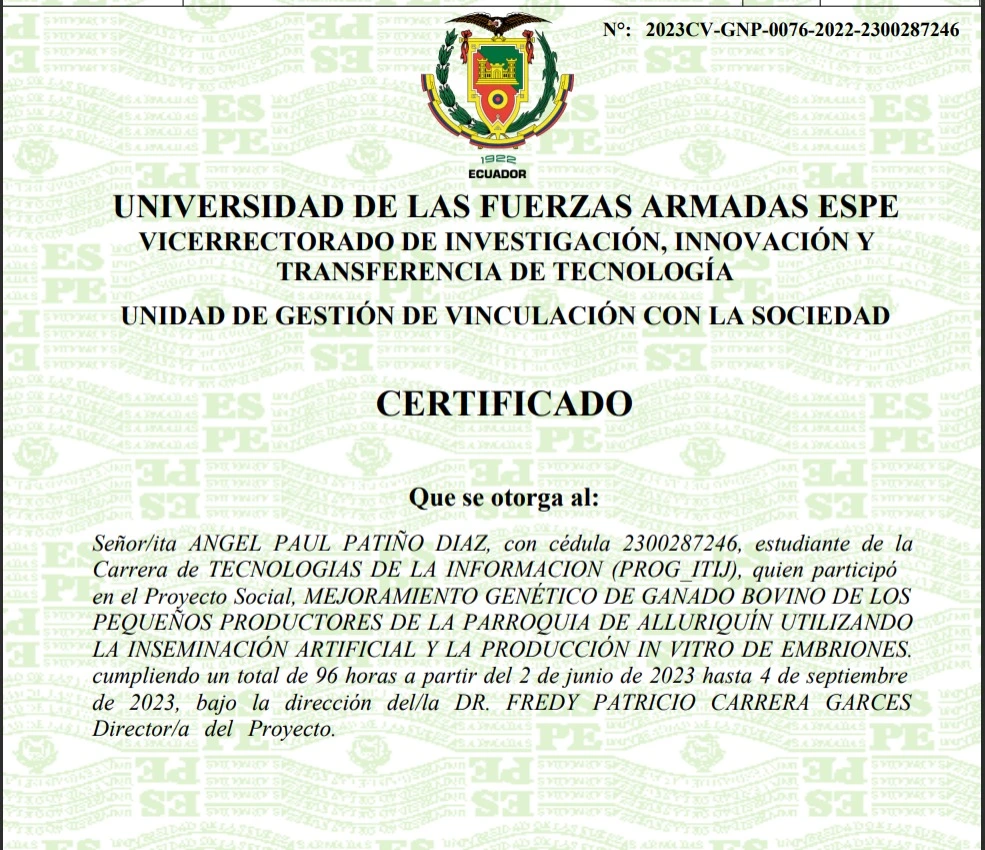 N°: 2023CV-GNP-0076-2022-2300287246
1922
ECUADOR
UNIVERSIDAD DE LAS FUERZAS ARMADAS ESPE
VICERRECTORADO DE INVESTIGACIÓN, INNOVACIÓN Y
TRANSFERENCIA DE TECNOLOGÍA
UNIDAD DE GESTIÓN DE VINCULACIÓN CON LA SOCIEDAD
CERTIFICADO
Que se otorga al:
Señor/ita ANGEL PAUL PATIÑO DIAZ, con cédula 2300287246, estudiante de la
Carrera de TECNOLOGIAS DE LA INFORMACION (PROG_ITIJ), quien participó
en el Proyecto Social, MEJORAMIENTO GENÉTICO DE GANADO BOVINO DE LOS
PEQUEÑOS PRODUCTORES DE LA PARROQUIA DE ALLURIQUÍN UTILIZANDO
LA INSEMINACIÓN ARTIFICIAL Y LA PRODUCCIÓN IN VITRO DE EMBRIONES.
cumpliendo un total de 96 horas a partir del 2 de junio de 2023 hasta 4 de septiembre
de 2023, bajo la dirección del/la DR. FREDY PATRICIO CARRERA GARCES
Director/a del Proyecto.